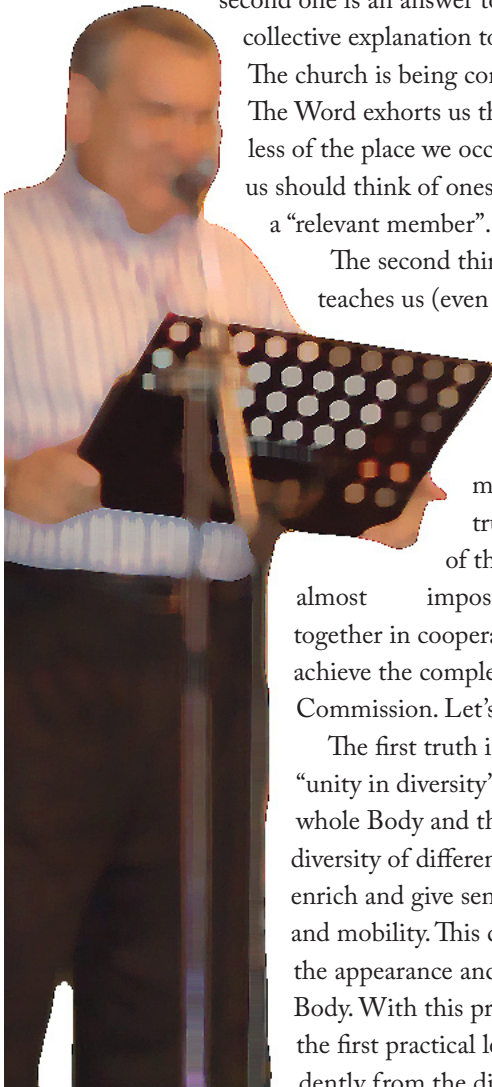 second one is an answer to
collective explanation to
The church is being con
The Word exhorts us th
less of the place we occ
us should think of ones
a “relevant member”.
The second thin
teaches us (even
m
tru
of th
almost impos
together in coopera
achieve the comple
Commission. Let’s
The first truth i
“unity in diversity”
whole Body and th
diversity of differen
enrich and give sen
and mobility. This d
the appearance and
Body. With this pr
the first practical le
dently from the di